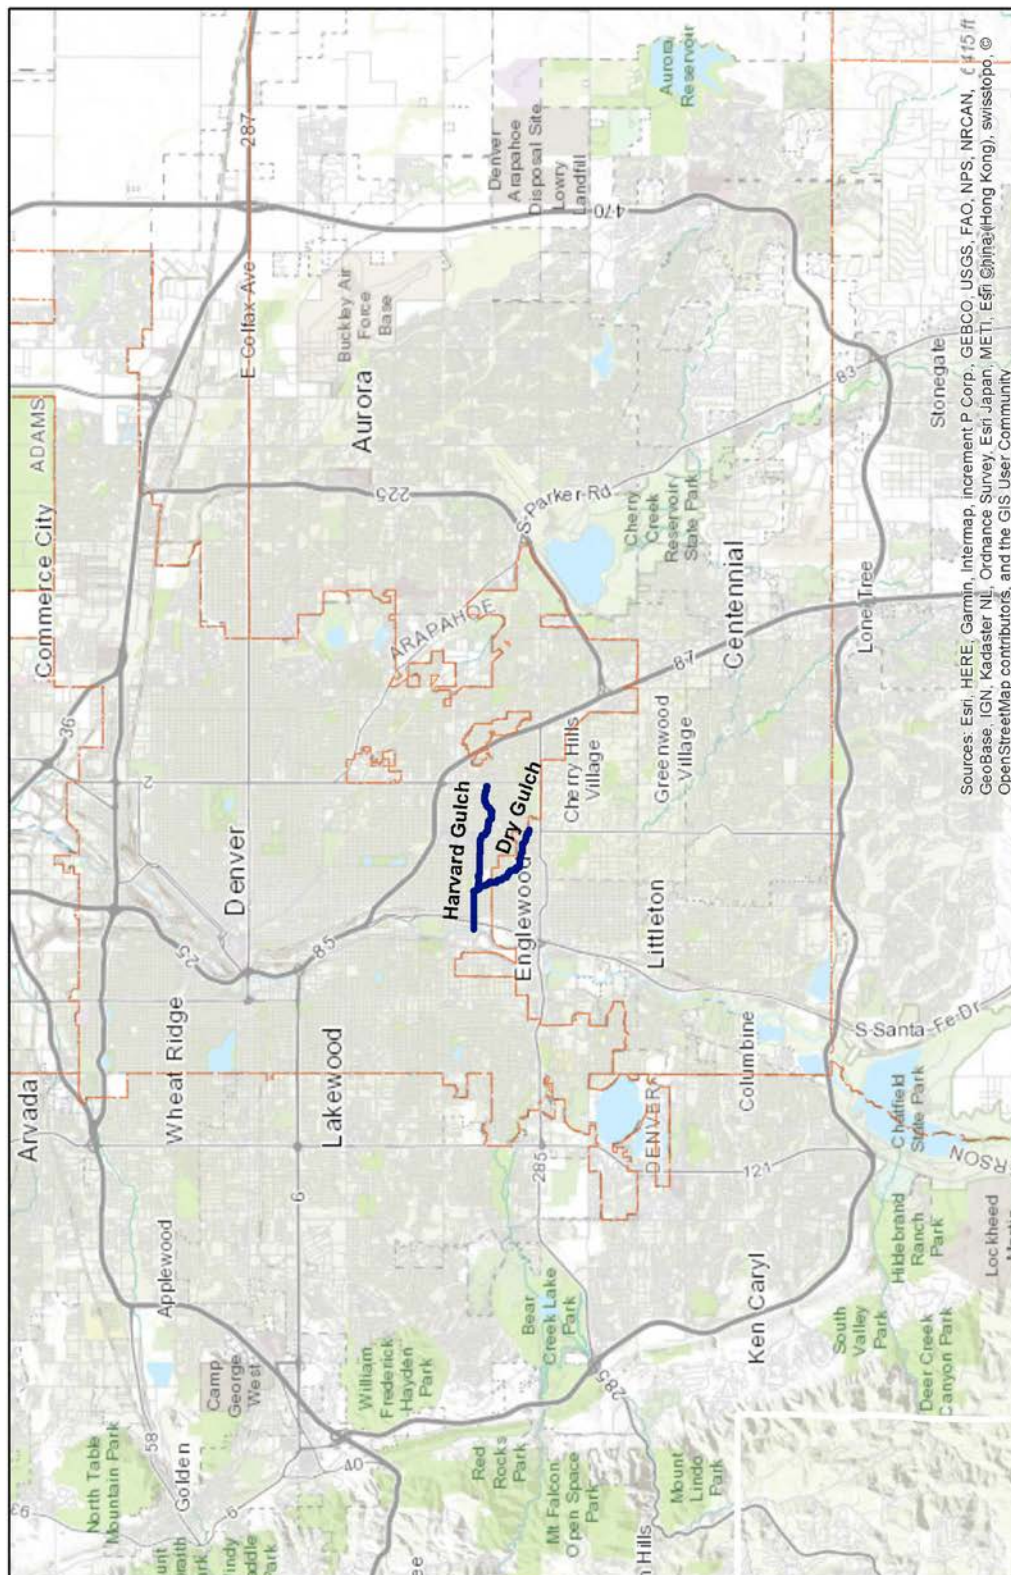 Arvada
Commerce City
ADAMS
36
2
25
Denver
Wheat Ridge
Applewood
58
Golden
North Table
Mountain Park
287
E Colfax Ave
6
Camp
George
West
Lakewood
85
6
40
William
Frederick
Hayden
Park
Buckley Air
Force
Base
Aurora
225
ARAPAHOE
Harvard Gulch
Dry Gulch
Englewood
Denver
Arapahoe
Disposal Site
Lowry
Landfill
470
Aurora
Reservoir
S-Parker-Rd
Red
Rocks
Park
Bear
Creek Lake
Park
285
Mt Falcon
Open Space
Park
285
Hills
Cherry Hills
Village
Cherry
Creek
Reservoir
State Park
87
Littleton
Greenwood
Village
DENVER
Mount
Lindo
Park
Centennial
121
Columbine
Ken Caryl
83
Lone Tree
S-Santa-Fe-Dr
South
Valley
Park
Chatfield
State Park
Hildebrand
Ranch
Park
Deer Creek
Canyon Park
RSON
Lockheed
Stonegate
6 415 ft
Sources: Esri, HERE, Garmin, Intermap, increment P Corp., GEBCO, USGS, FAO, NPS, NRCAN,
GeoBase, IGN, Kadaster NL, Ordnance Survey, Esri Japan, METI, Esri China (Hong Kong), swisstopo, ©
OpenStreetMap contributors, and the GIS User Community